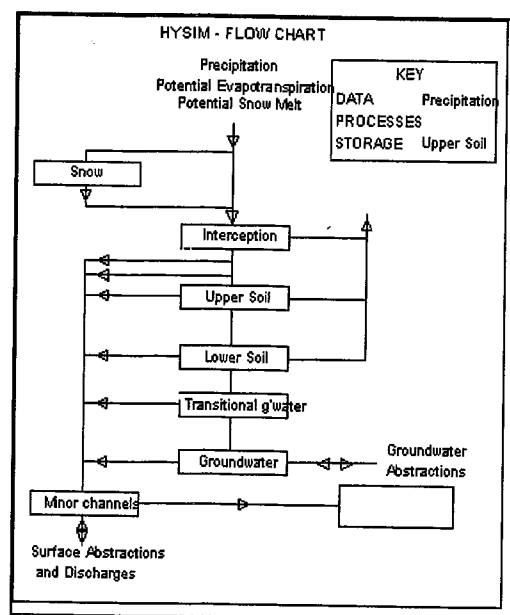 HYSIM - FLOW CHART
Precipitation
Potential Evapotranspiration
Potential Snow Melt
KEY
DATA Precipitation
PROCESSES
STORAGE Upper Soil
Snow
Interception
Upper Soil
Lower Soil
Transitional g'water
Groundwater
Groundwater
Abstractions
Minor channels
Surface Abstractions
and Discharges